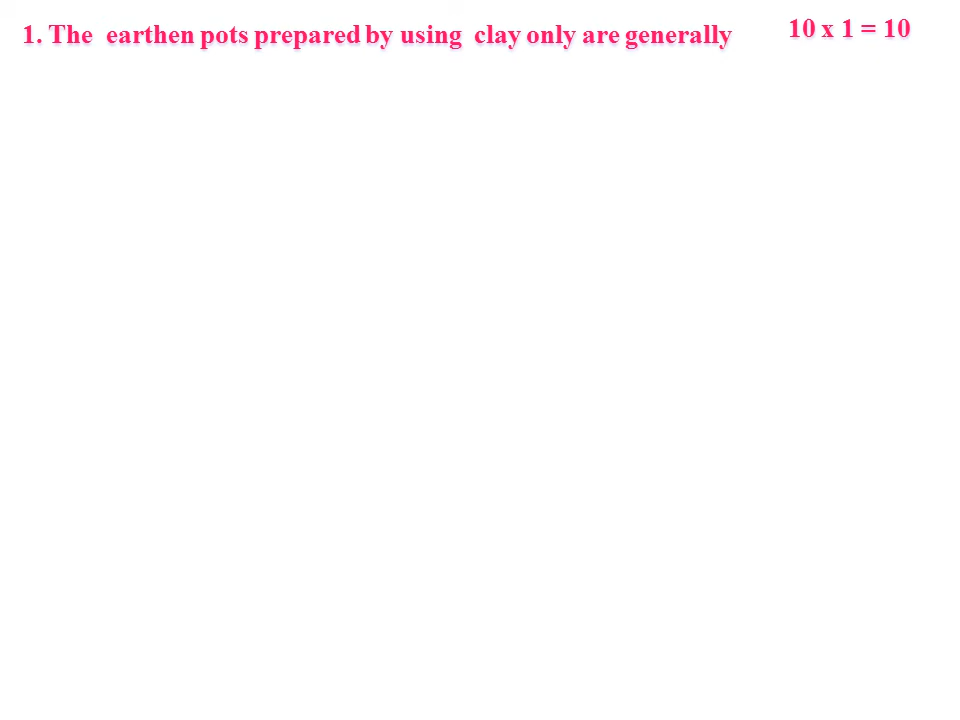 1. The earthen pots prepared by using clay only are generally
10 x 1 = 10